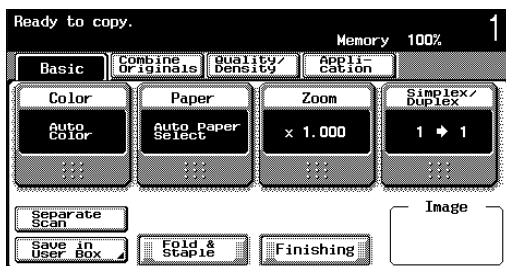 Ready to copy.
Memory 100% 1
Basic
Combine
Originals
Quality/
Density
Appli-
cation
Color
Paper
Zoom
Simplex/
Duplex
Auto
Color
Auto Paper
Select
× 1.000
1 → 1
Separate
Scan
Image
Save in
User Box
Fold &
Staple
Finishing